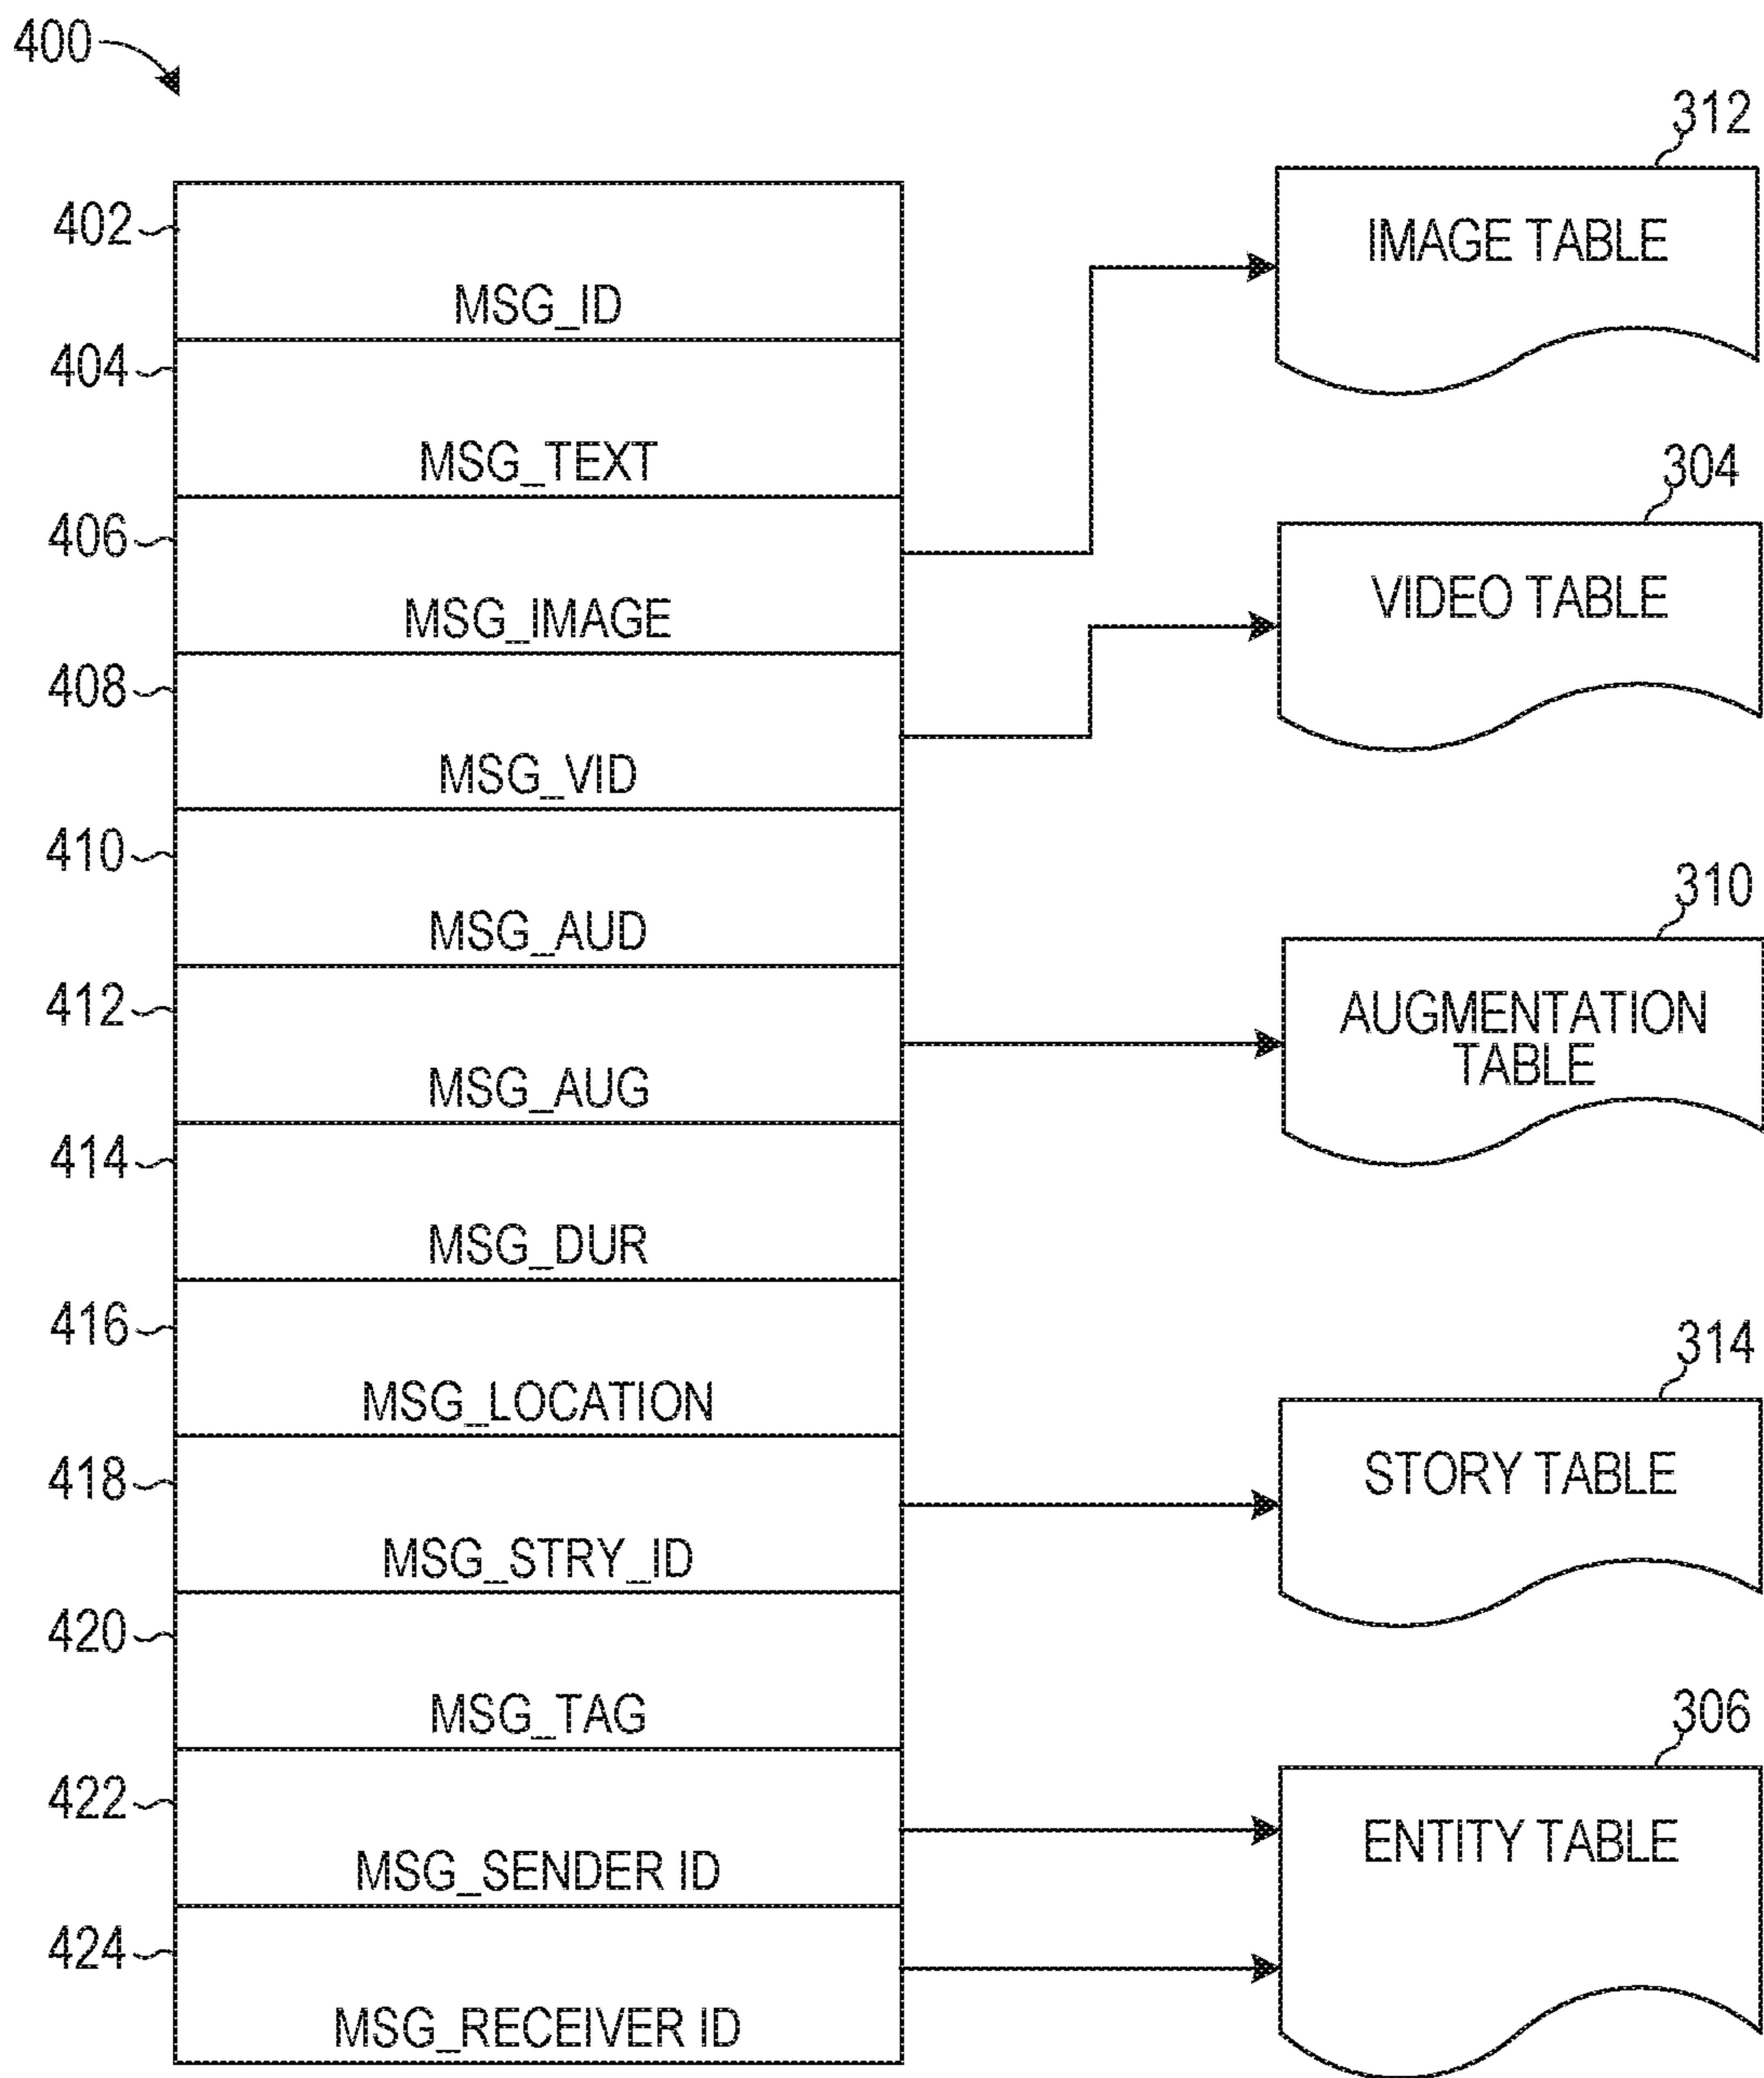 400
402
MSG_ID
404
MSG_TEXT
406
MSG_IMAGE
408
MSG_VID
410
MSG_AUD
412
MSG_AUG
414
MSG_DUR
416
MSG_LOCATION
418
MSG_STRY_ID
420
MSG_TAG
422
MSG_SENDER ID
424
MSG_RECEIVER ID
312
IMAGE TABLE
304
VIDEO TABLE
310
AUGMENTATION
TABLE
314
STORY TABLE
306
ENTITY TABLE